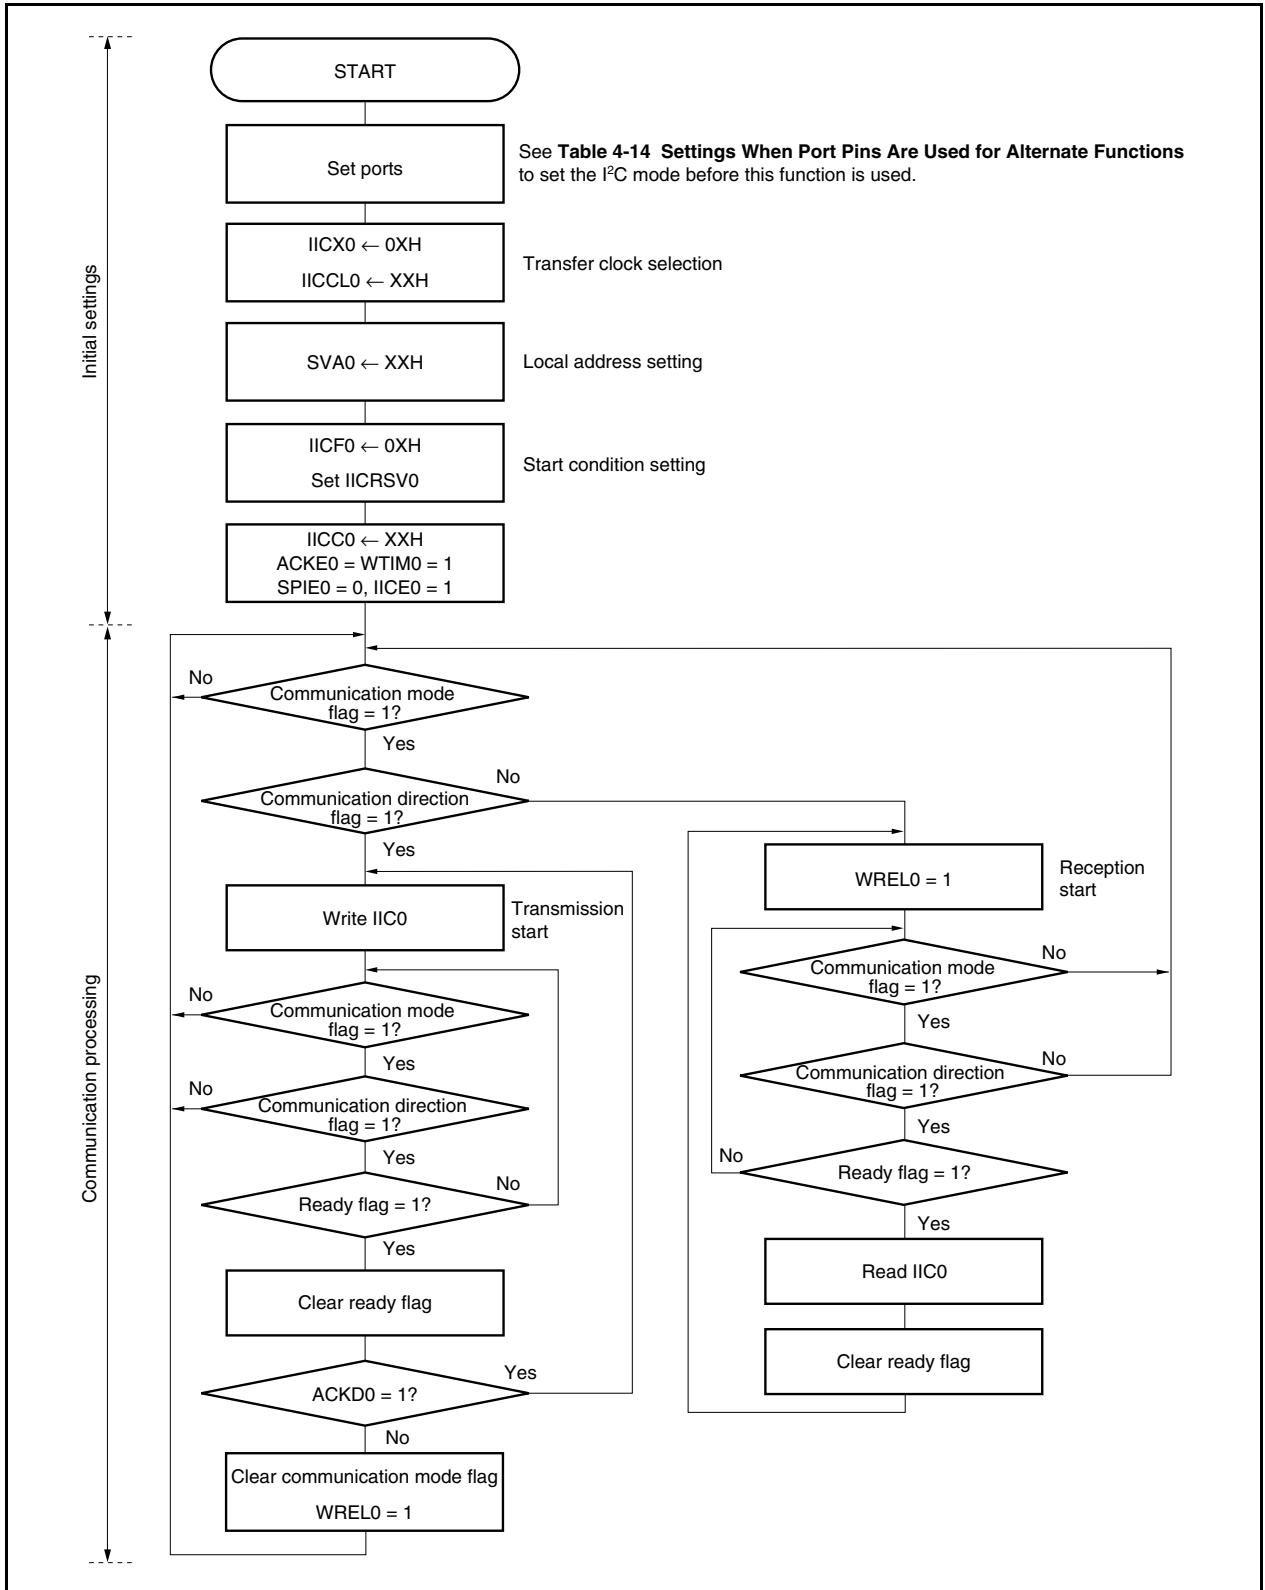 START
Set ports
See Table 4-14 Settings When Port Pins Are Used for Alternate Functions
to set the I²C mode before this function is used.
IICX0 ← 0XH
IICCL0 ← XXH
Transfer clock selection
Initial settings
SVA0 ← XXH
Local address setting
IICF0 ← 0XH
Set IICRSV0
Start condition setting
IICC0 ← XXH
ACKE0 = WTIM0 = 1
SPIE0 = 0, IICE0 = 1
No
Communication mode
flag = 1?
Yes
No
Communication direction
flag = 1?
Yes
Write IIC0
Transmission
start
Communication processing
No
Communication mode
flag = 1?
Yes
No
Communication direction
flag = 1?
Yes
No
Ready flag = 1?
Yes
Clear ready flag
Yes
ACKD0 = 1?
No
Clear communication mode flag
WREL0 = 1
WREL0 = 1
Reception
start
No
Communication mode
flag = 1?
Yes
No
Communication direction
flag = 1?
Yes
No
Ready flag = 1?
Yes
Read IIC0
Clear ready flag